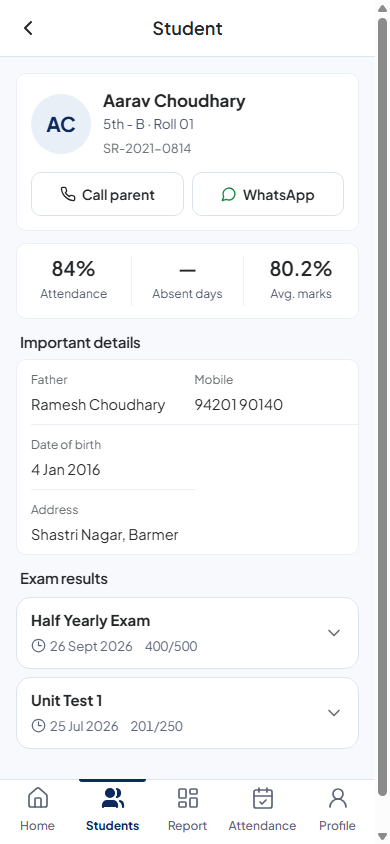 Student
AC
Aarav Choudhary
5th - B · Roll 01
SR-2021-0814
Call parent
WhatsApp
84%
Attendance
—
Absent days
80.2%
Avg. marks
Important details
Father
Ramesh Choudhary
Mobile
94201 90140
Date of birth
4 Jan 2016
Address
Shastri Nagar, Barmer
Exam results
Half Yearly Exam
26 Sept 2026 400/500
Unit Test 1
25 Jul 2026 201/250
Home
Students
Report
Attendance
Profile